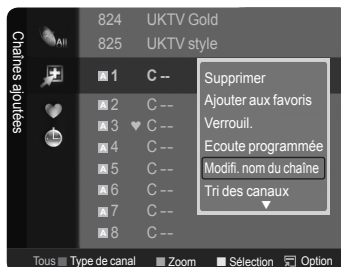 Chaînes ajoutées
All
824 UKTV Gold
825 UKTV style
A 1 C --
A 2 C --
A 3 ♥ C --
A 4 C --
A 5 C --
A 6 C --
A 7 C --
A 8 C --
Supprimer
Ajouter aux favoris
Verrouil.
Ecoute programmée
Modifi. nom du chaîne
Tri des canaux
▼
Tous Type de canal Zoom Sélection Option